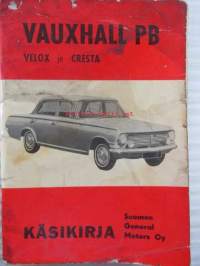 VAUXHALL PB
VELOX ja CRESTA
KÄSIKIRJA
Suomen
General
Motors Oy